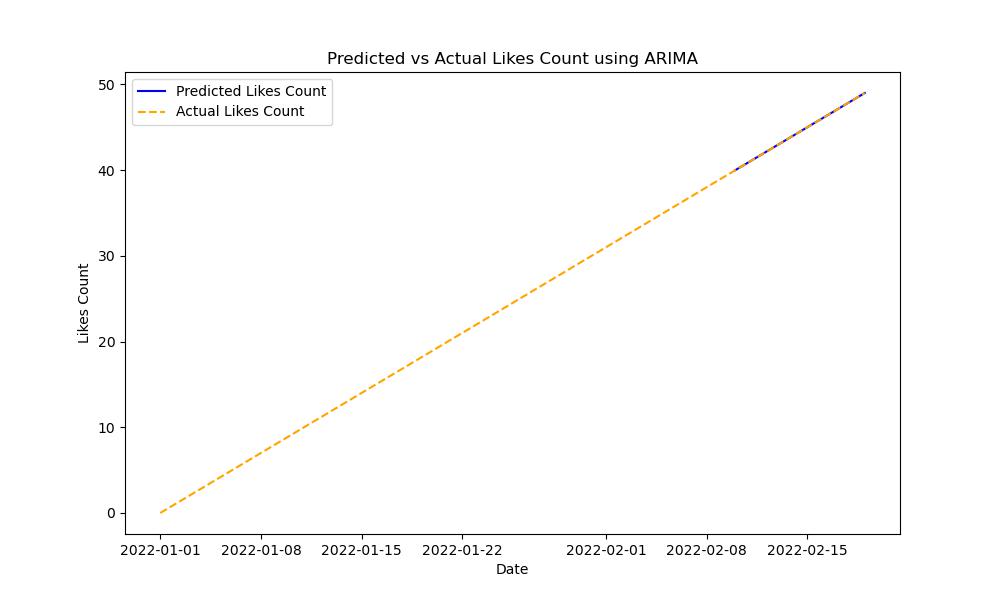 Predicted vs Actual Likes Count using ARIMA
Predicted Likes Count
Actual Likes Count
50
40
30
20
10
0
Likes Count
2022-01-01 2022-01-08 2022-01-15 2022-01-22 2022-02-01 2022-02-08 2022-02-15
Date